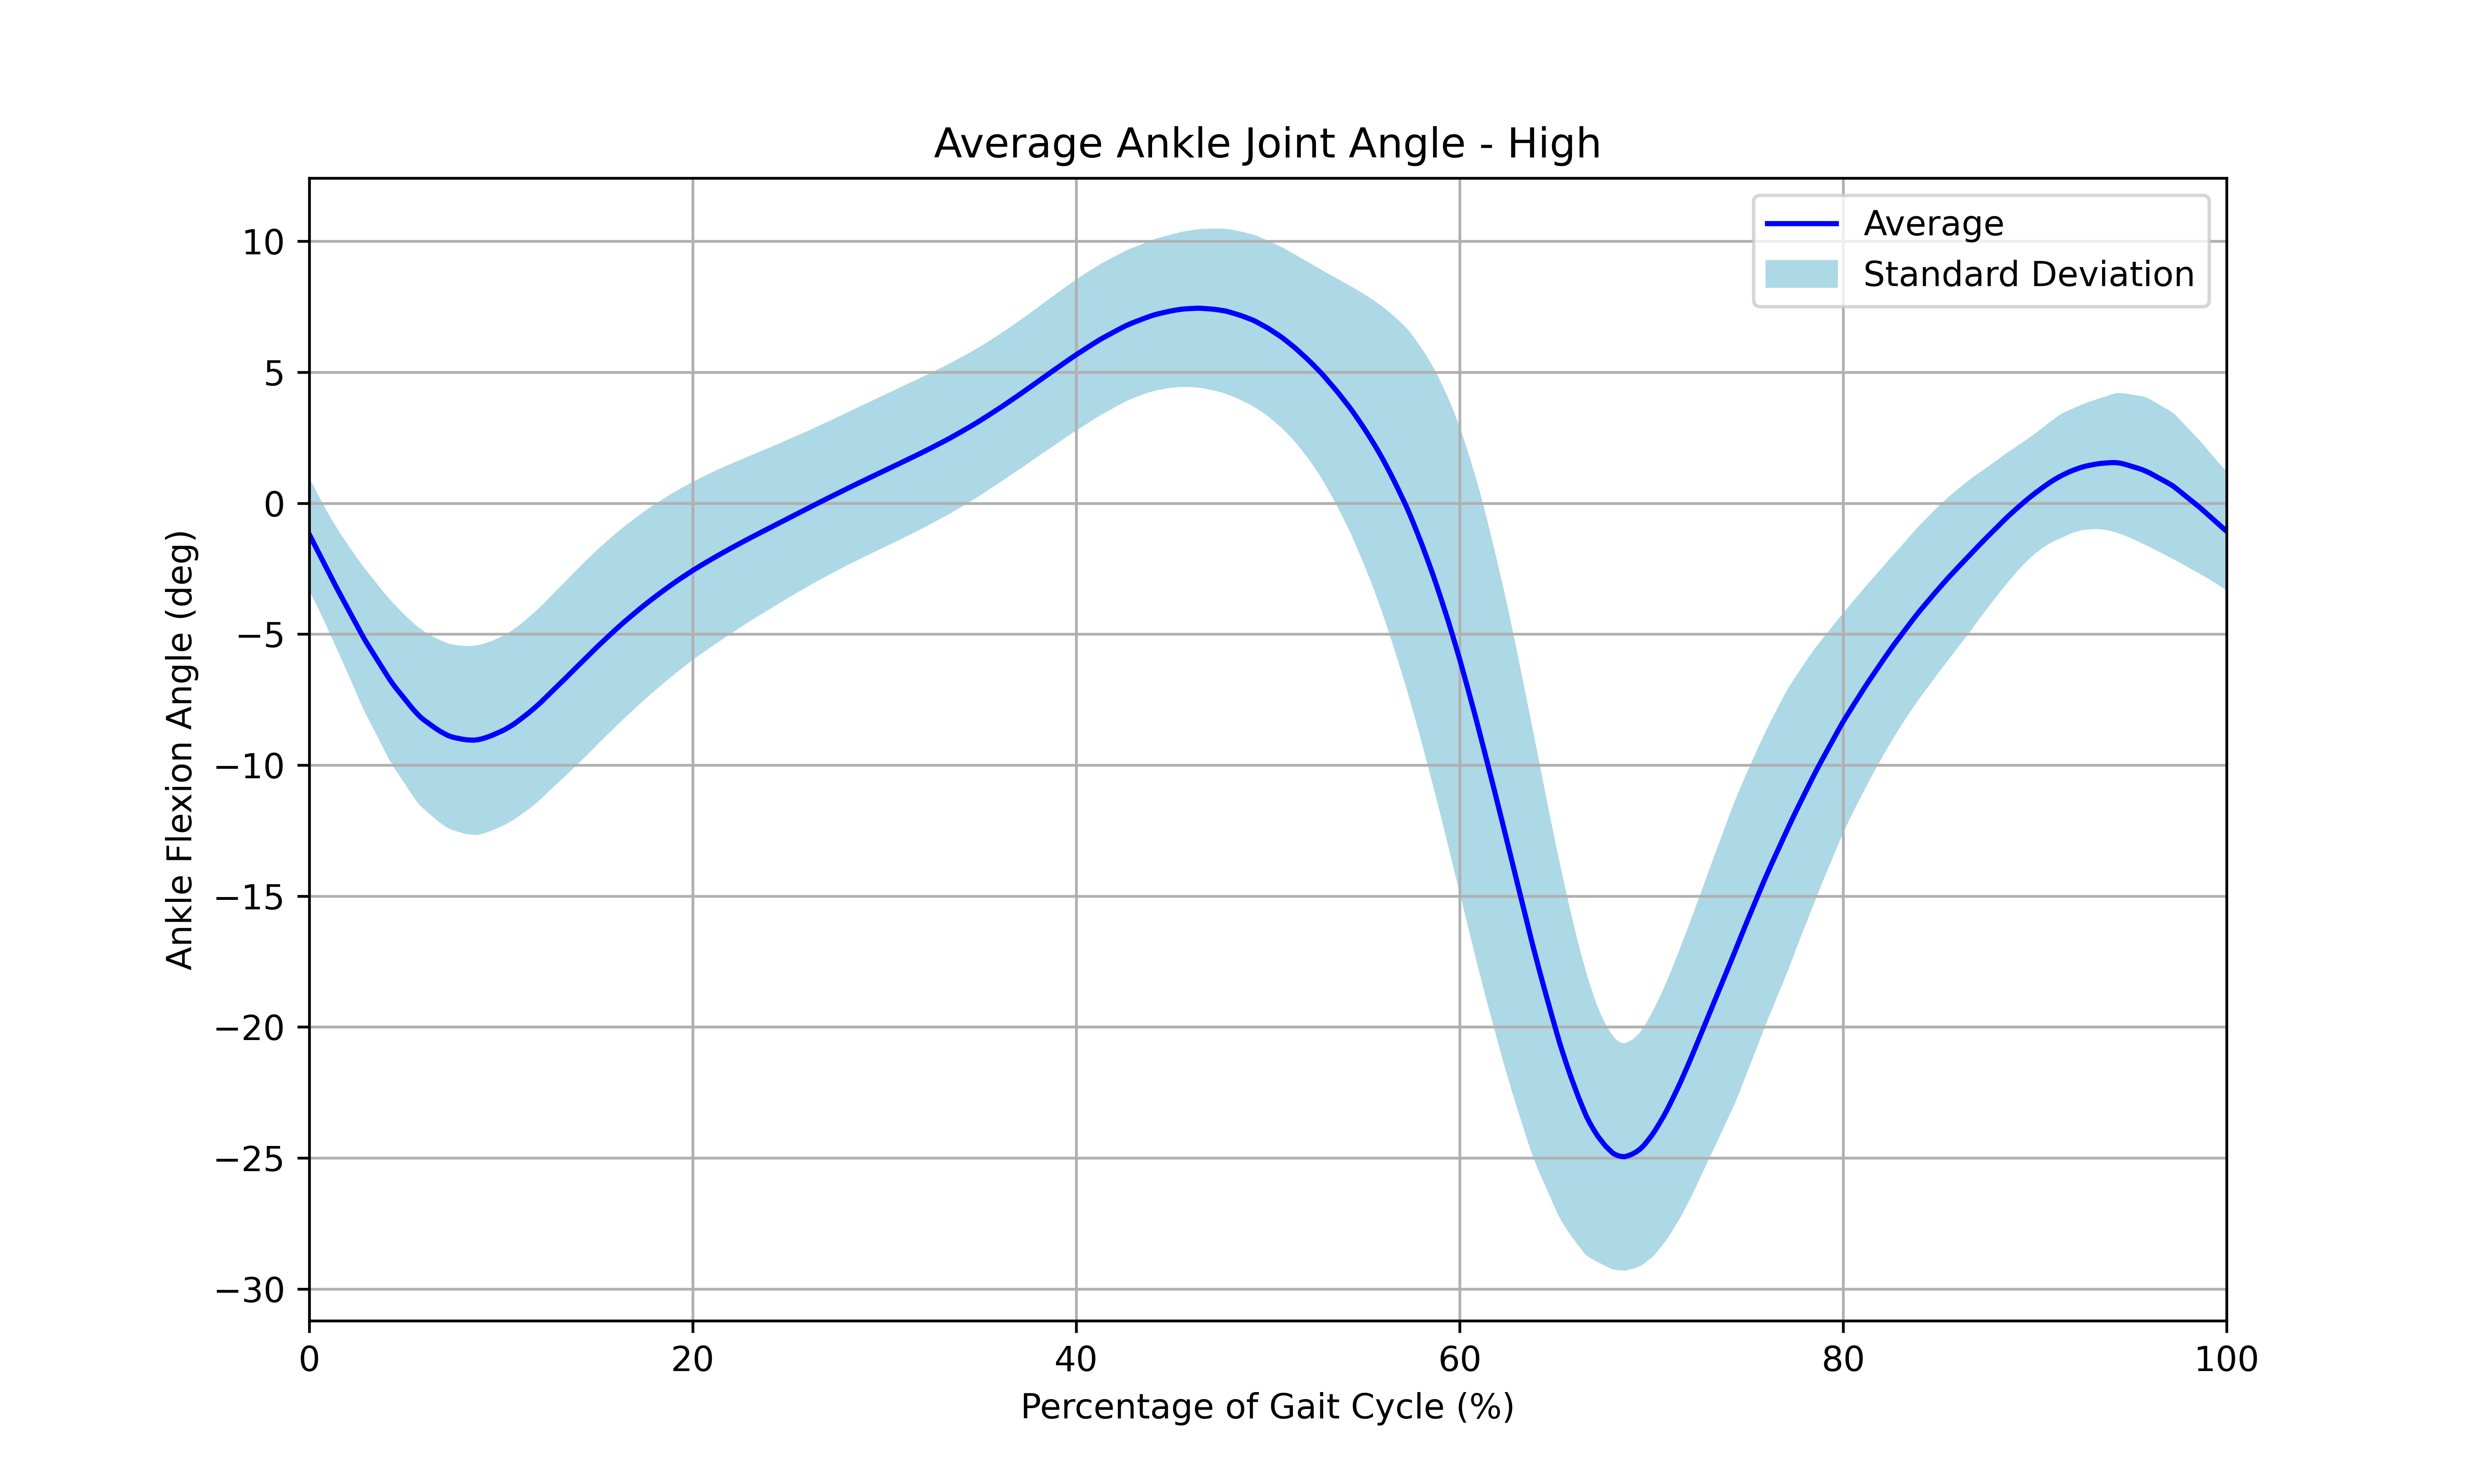 Average Ankle Joint Angle - High
Average
Standard Deviation
10
5
0
−5
−10
−15
−20
−25
−30
Ankle Flexion Angle (deg)
0 20 40 60 80 100
Percentage of Gait Cycle (%)